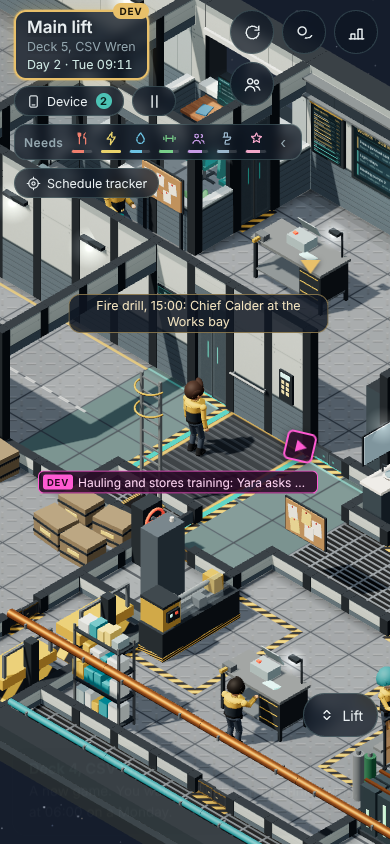 DEV
Main lift
Deck 5, CSV Wren
Day 2 · Tue 09:11
Device 2
Needs
Schedule tracker
Fire drill, 15:00: Chief Calder at the
Works bay
DEV Hauling and stores training: Yara asks ...
Lift